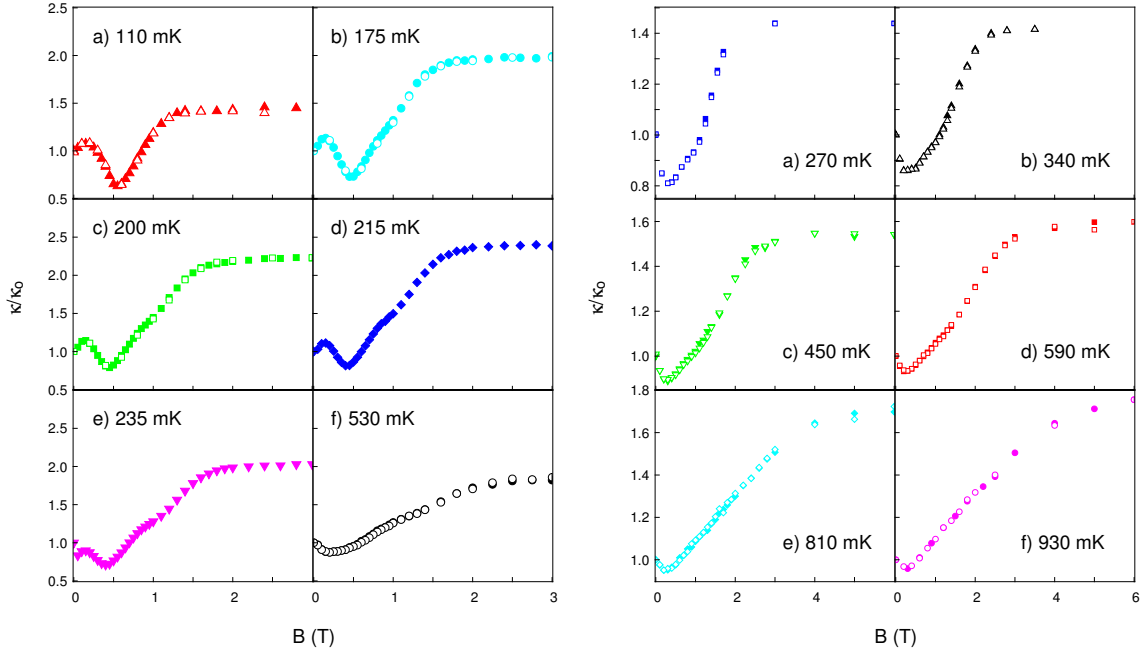 a) 110 mK
b) 175 mK
1.5
1.0
0.5
2.0
1.5
1.0
c) 200 mK
d) 215 mK
κ/κ₀
2.5
2.0
1.5
1.0
0.5
e) 235 mK
f) 530 mK
2.0
1.5
1.0
0.5
0 1 2 0 1 2 3
B (T)
a) 270 mK
b) 340 mK
1.4
1.2
1.0
0.8
c) 450 mK
d) 590 mK
κ/κ₀
1.6
1.4
1.2
1.0
1.8
e) 810 mK
f) 930 mK
1.6
1.4
1.2
1.0
0 2 4 0 2 4 6
B (T)